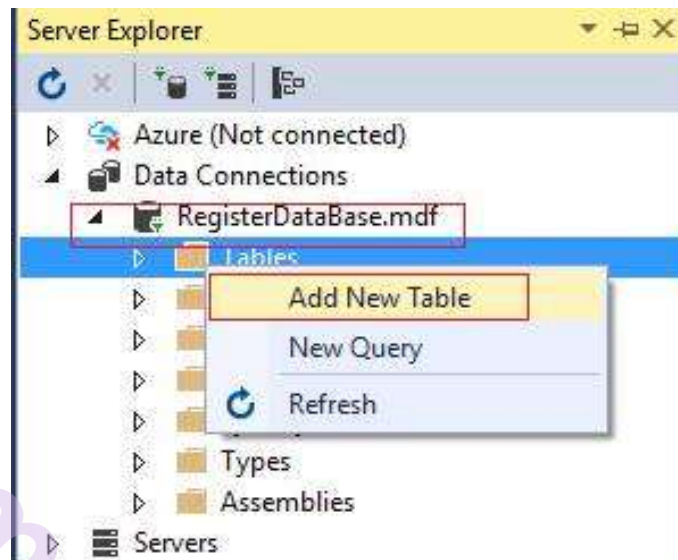 Server Explorer
Azure (Not connected)
Data Connections
RegisterDataBase.mdf
Tables
Add New Table
New Query
Refresh
Types
Assemblies
Servers